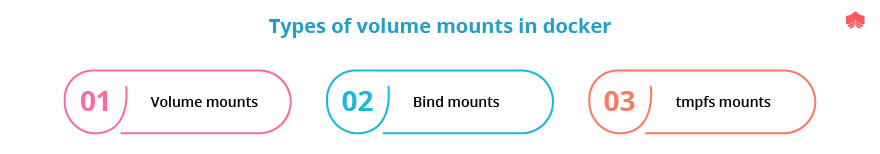 Types of volume mounts in docker
01 Volume mounts
02 Bind mounts
03 tmpfs mounts